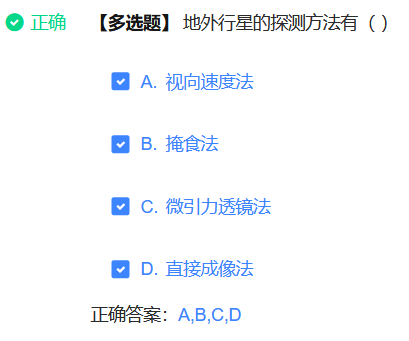 正确 【多选题】 地外行星的探测方法有 ( )
A. 视向速度法
B. 掩食法
C. 微引力透镜法
D. 直接成像法
正确答案：A,B,C,D